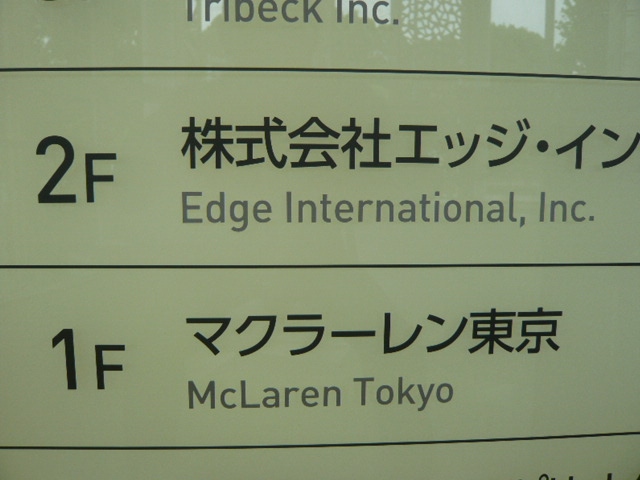 Tribeck Inc.
2F
株式会社エッジ・イン
Edge International, Inc.
1F
マクラーレン東京
McLaren Tokyo